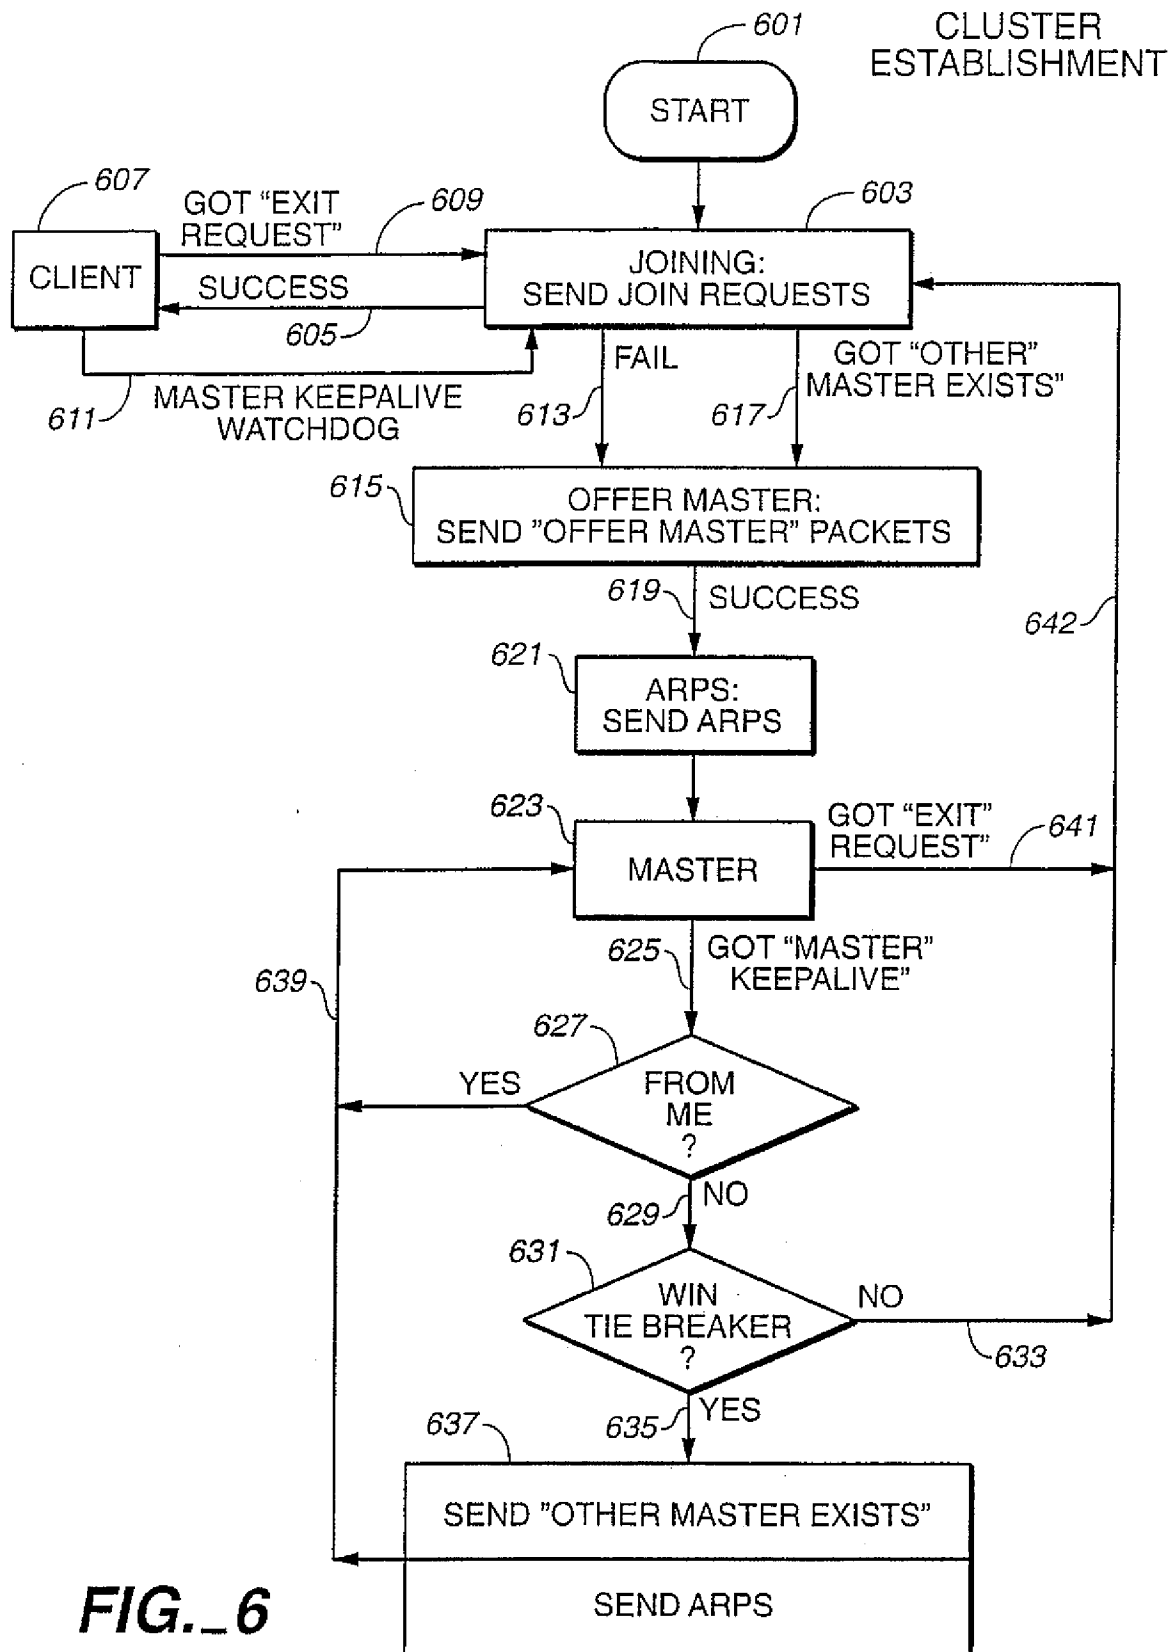 CLUSTER
ESTABLISHMENT
601
START
607
GOT "EXIT
REQUEST"
609
603
CLIENT
JOINING:
SEND JOIN REQUESTS
SUCCESS
605
FAIL
GOT "OTHER"
MASTER EXISTS"
611
MASTER KEEPALIVE
WATCHDOG
613
617
615
OFFER MASTER:
SEND "OFFER MASTER" PACKETS
619
SUCCESS
642
621
ARPS:
SEND ARPS
623
MASTER
GOT "EXIT"
REQUEST"
641
625
GOT "MASTER"
KEEPALIVE"
639
627
YES
FROM
ME
?
629
NO
631
WIN
TIE BREAKER
?
NO
633
635
YES
637
SEND "OTHER MASTER EXISTS"
SEND ARPS
FIG._6